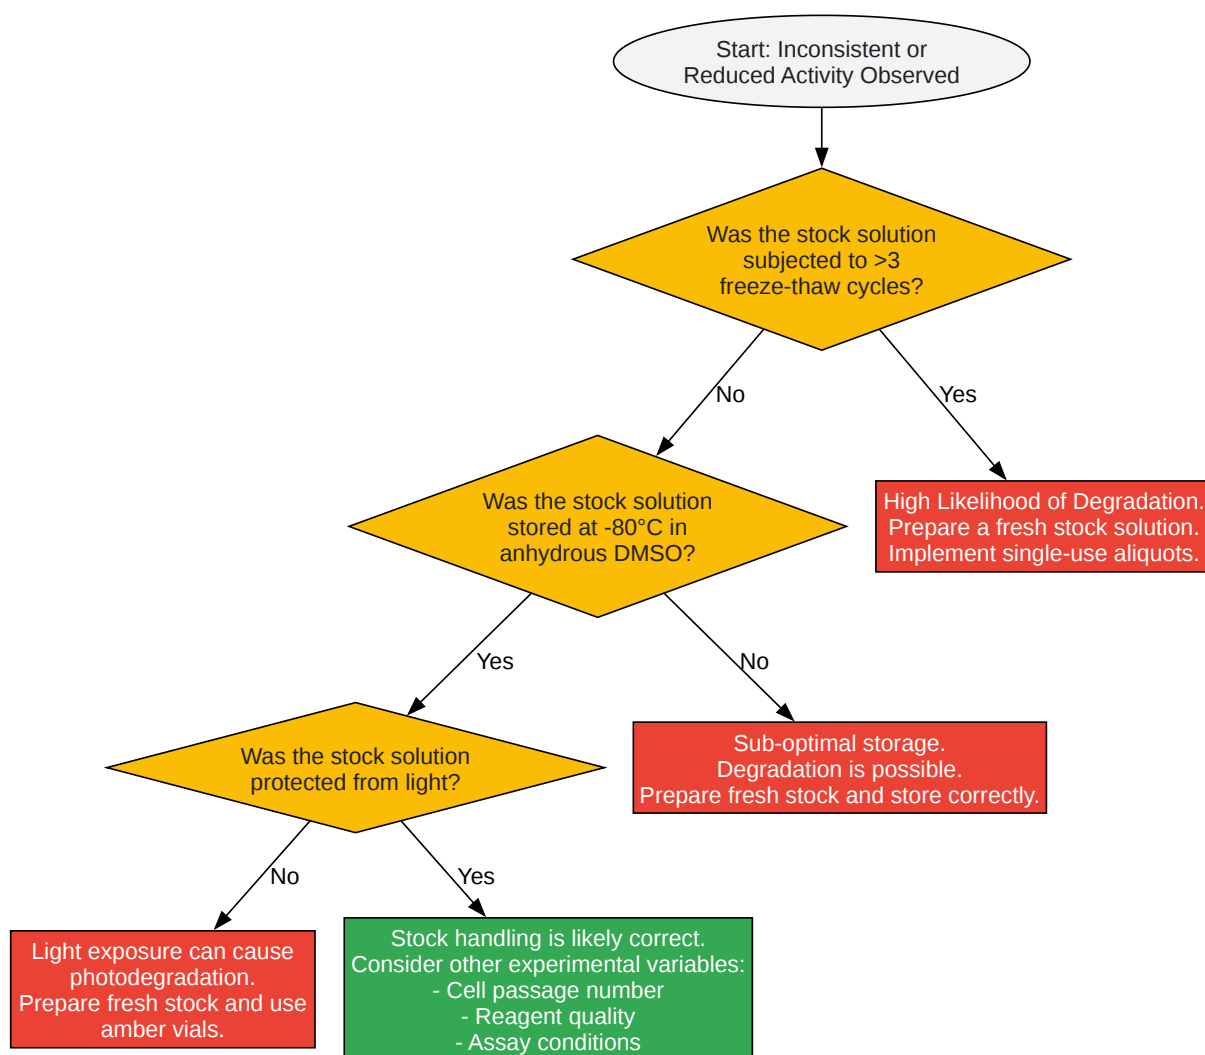 Start: Inconsistent or
Reduced Activity Observed
Was the stock solution
subjected to >3
freeze-thaw cycles?
No
Yes
Was the stock solution
stored at -80°C in
anhydrous DMSO?
High Likelihood of Degradation.
Prepare a fresh stock solution.
Implement single-use aliquots.
Yes
No
Was the stock solution
protected from light?
Sub-optimal storage.
Degradation is possible.
Prepare fresh stock and store correctly.
No
Yes
Light exposure can cause
photodegradation.
Prepare fresh stock and use
amber vials.
Stock handling is likely correct.
Consider other experimental variables:
- Cell passage number
- Reagent quality
- Assay conditions